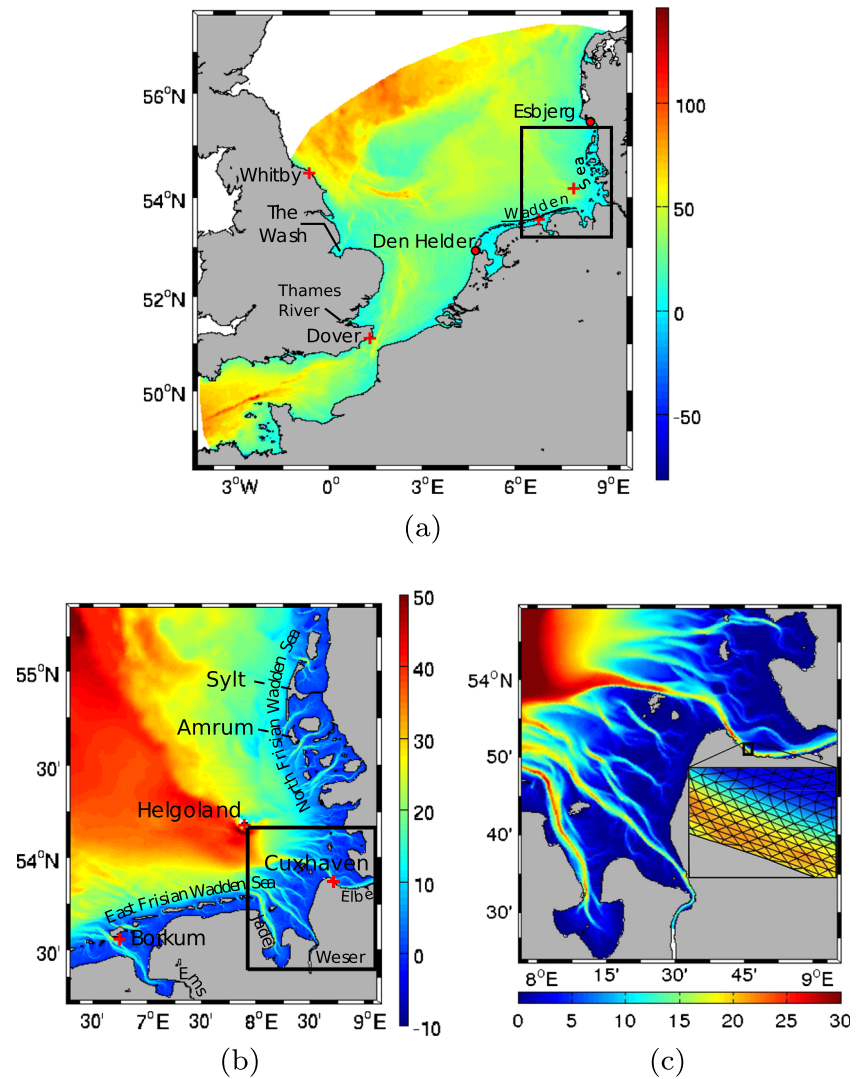 56°N
54°N
52°N
50°N
3°W
0°
3°E
6°E
9°E
Esbjerg
Whitby
Wadden
Sea
The
Wash
Den Helder
Thames
River
Dover
100
50
0
-50
(a)
55°N
30'
54°N
30'
30'
7°E
30'
8°E
30'
9°E
Sylt
Amrum
North Frisian Wadden Sea
Helgoland
Cuxhaven
Elbe
East Frisian Wadden Sea
Jade
Borkum
Weser
Ems
50
40
30
20
10
0
-10
(b)
54°N
50'
40'
30'
8°E
15'
30'
45'
9°E
0
5
10
15
20
25
30
(c)